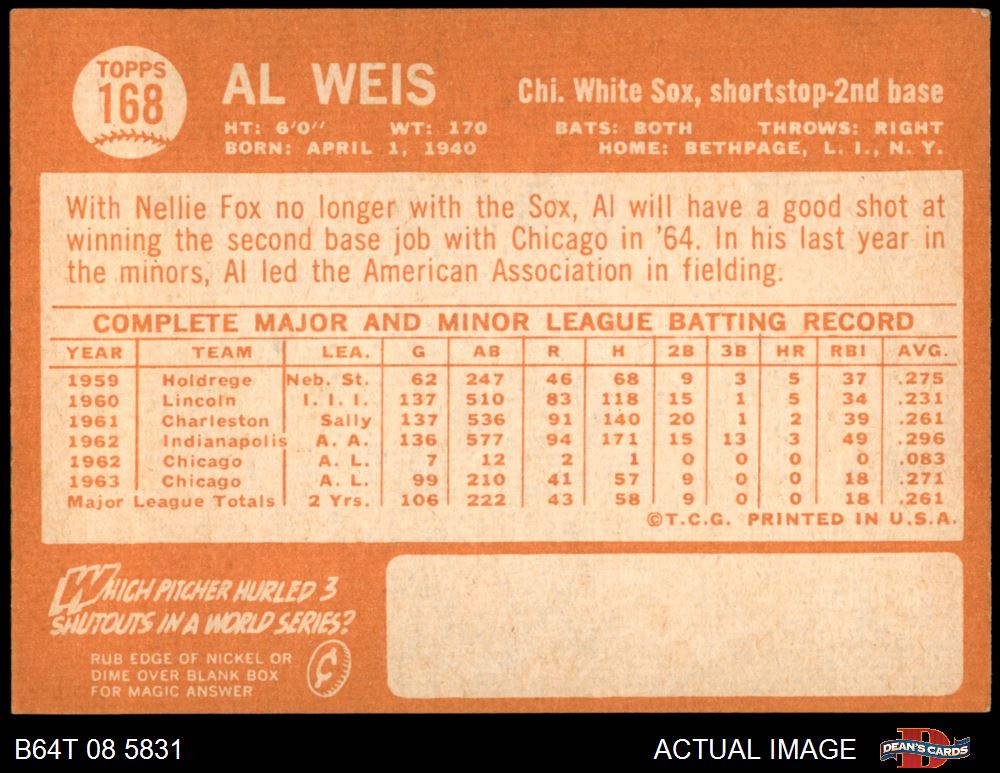 TOPPS
168
AL WEIS
Chi. White Sox, shortstop-2nd base
HT: 6'0" WT: 170 BATS: BOTH THROWS: RIGHT
BORN: APRIL 1, 1940 HOME: BETHPAGE, L. I., N. Y.
With Nellie Fox no longer with the Sox, Al will have a good shot at
winning the second base job with Chicago in '64. In his last year in
the minors, Al led the American Association in fielding.
COMPLETE MAJOR AND MINOR LEAGUE BATTING RECORD
YEAR TEAM LEA. G AB R H 2B 3B HR RBI AVG.
1959 Holdrege Neb. St. 62 247 46 68 9 3 5 37 .275
1960 Lincoln I. I. I. 137 510 83 118 15 1 5 34 .231
1961 Charleston Sally 137 536 91 140 20 1 2 39 .261
1962 Indianapolis A. A. 136 577 94 171 15 13 3 49 .296
1962 Chicago A. L. 7 12 2 1 0 0 0 0 .083
1963 Chicago A. L. 99 210 41 57 9 0 0 18 .271
Major League Totals 2 Yrs. 106 222 43 58 9 0 0 18 .261
©T.C.G. PRINTED IN U.S.A.
WHICH PITCHER HURLED 3
SHUTOUTS IN A WORLD SERIES?
RUB EDGE OF NICKEL OR
DIME OVER BLANK BOX
FOR MAGIC ANSWER
¢
B64T 08 5831
ACTUAL IMAGE
DEAN'S CARDS